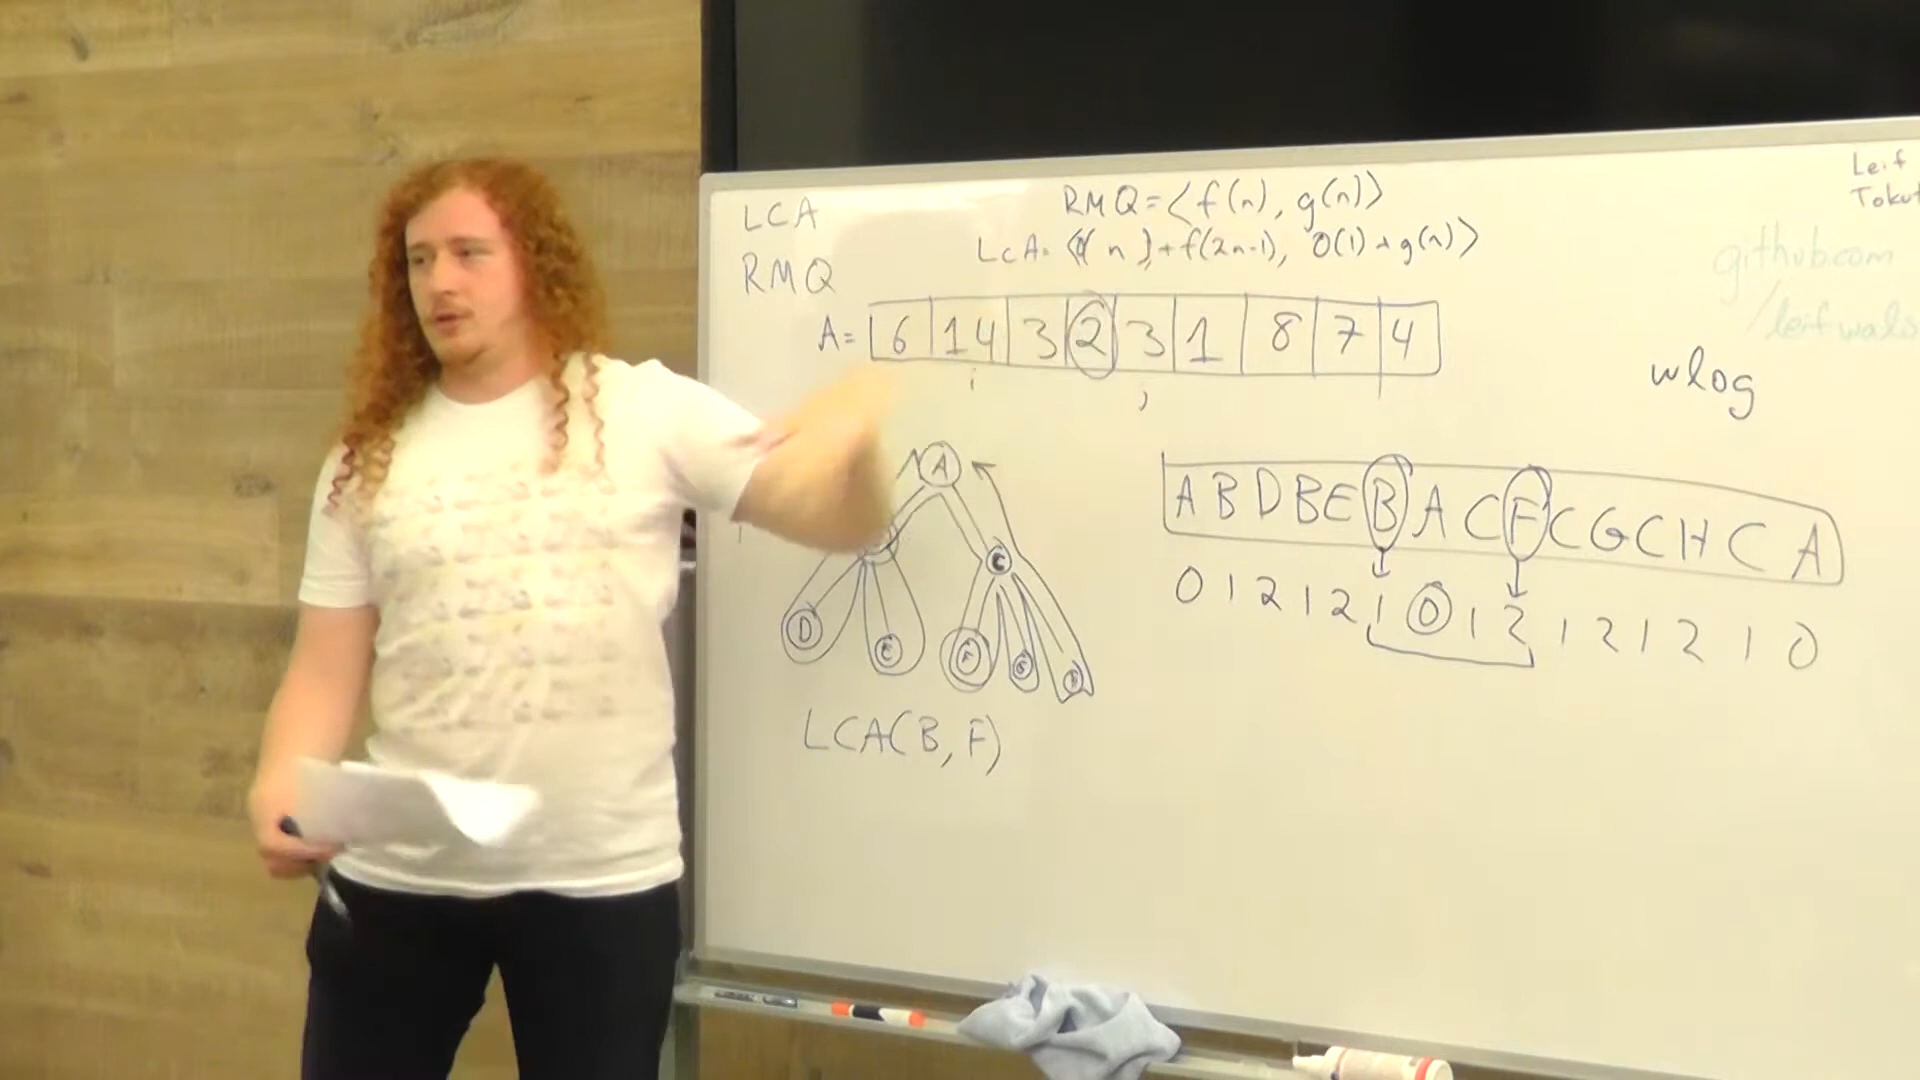 LCA
RMQ
RMQ = ⟨f(n), g(n)⟩
LCA = ⟨O(n) + f(2n-1), O(1) + g(n)⟩
Leif
github.com
/leifwals
A = 6 14 3 2 3 1 8 7 4
i j
wlog
A
C
D E F G
LCA(B, F)
A B D B E B A C F C G C H C A
0 1 2 1 2 1 0 1 2 1 2 1 2 1 0